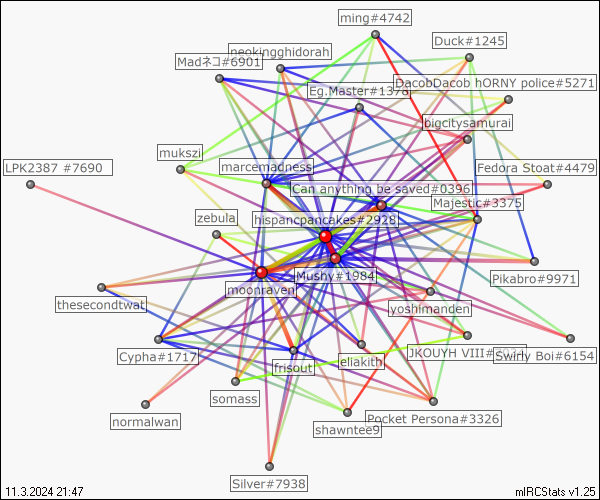 ming#4742
Duck#1245
neokingghidorah
Madネコ#6901
DacobDacob hORNY police#5271
Eg.Master#1378
bigcitysamurai
mukszi
marcemadness
Fedora Stoat#4479
LPK2387 #7690
Can anything be saved#0396
Majestic#3375
zebula
hispancpancakes#2928
Mushy#1984
Pikabro#9971
moonraven
thesecondtwat
yoshimanden
Cypha#1717
JKOUYH VIII#
Swirly Boi#6154
eliakith
frisout
somass
Pocket Persona#3326
normalwan
shawntee9
Silver#7938
11.3.2024 21:47
mIRCStats v1.25